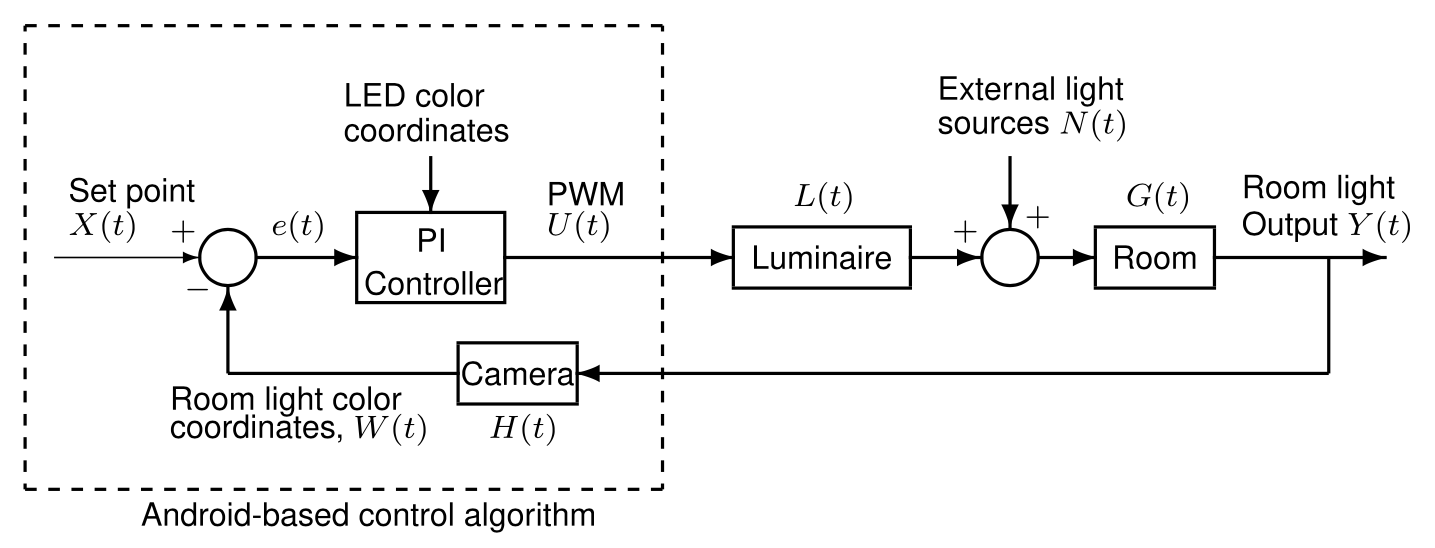 LED color
coordinates
External light
sources N(t)
Set point
X(t)
+
e(t)
PI
Controller
PWM
U(t)
L(t)
Luminaire
+
+
G(t)
Room
Room light
Output Y(t)
−
Camera
H(t)
Room light color
coordinates, W(t)
Android-based control algorithm